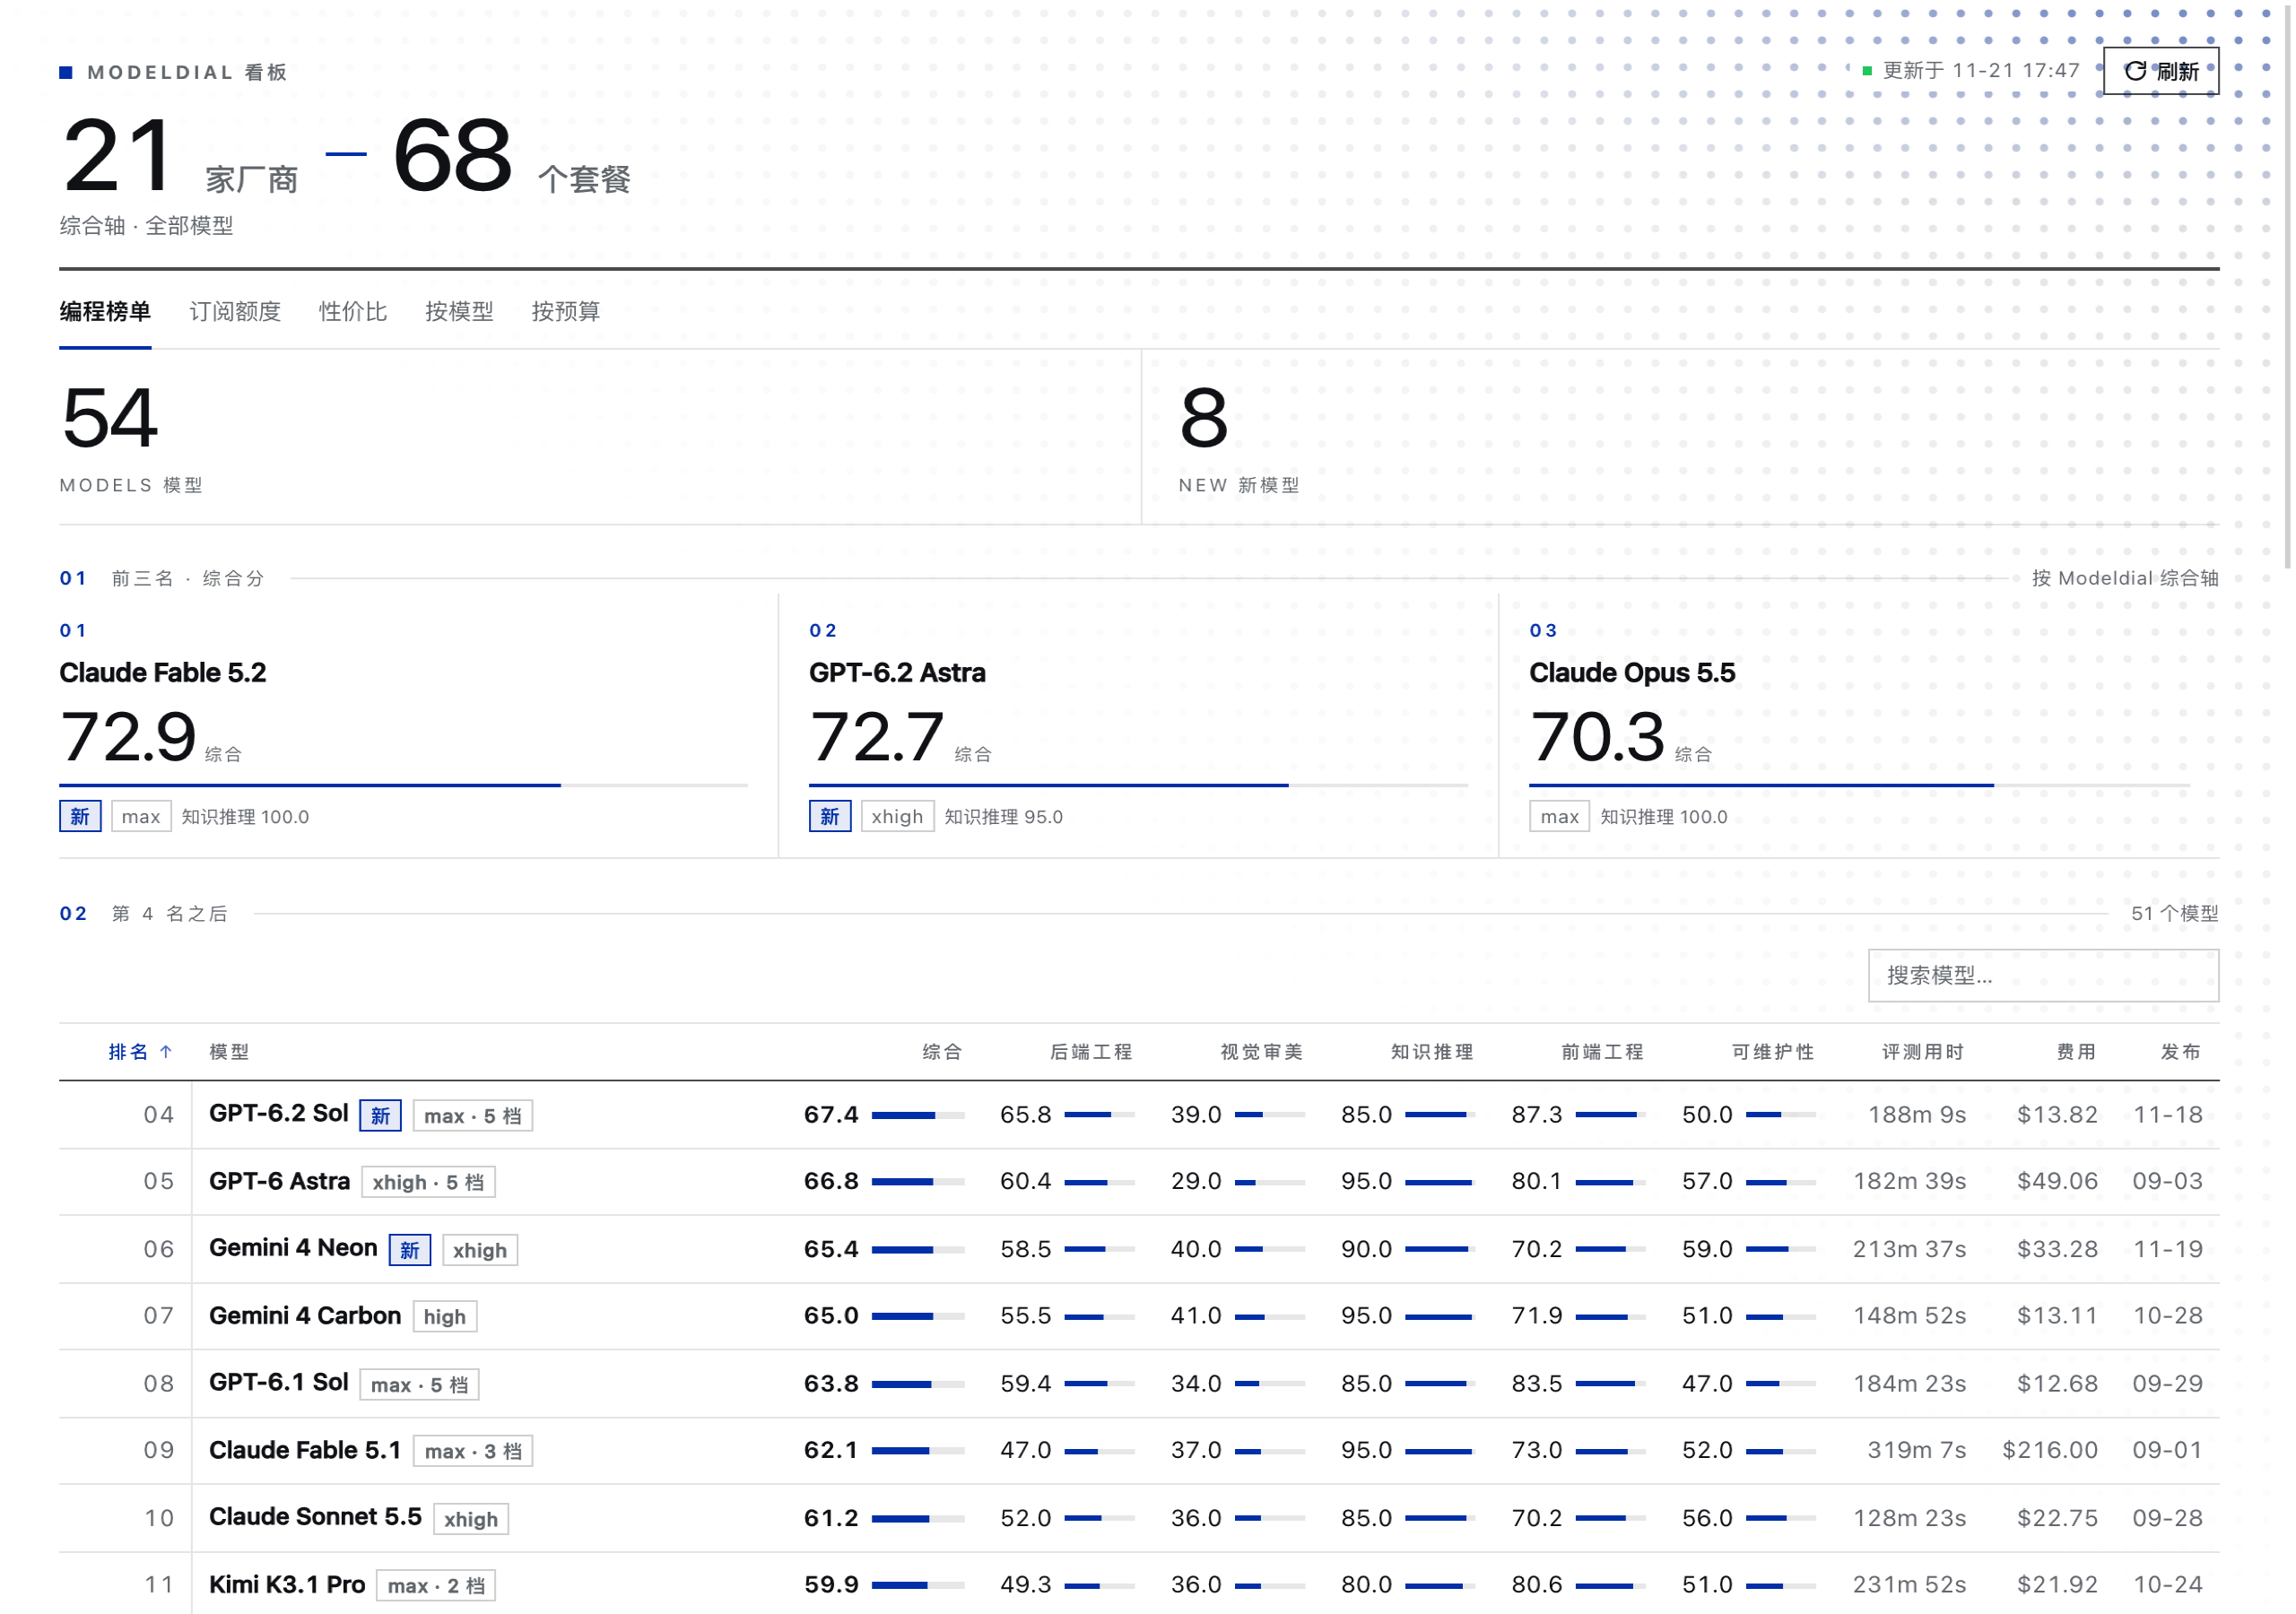 MODELDIAL 看板
更新于 11-21 17:47 刷新
21 家厂商 — 68 个套餐
综合轴 · 全部模型
编程榜单 订阅额度 性价比 按模型 按预算
54
MODELS 模型
8
NEW 新模型
01 前三名 · 综合分 按 Modeldial 综合轴
01
Claude Fable 5.2
72.9 综合
新 max 知识推理 100.0
02
GPT-6.2 Astra
72.7 综合
新 xhigh 知识推理 95.0
03
Claude Opus 5.5
70.3 综合
max 知识推理 100.0
02 第 4 名之后 51 个模型
搜索模型...
排名 ↑ 模型 综合 后端工程 视觉审美 知识推理 前端工程 可维护性 评测用时 费用 发布
04 GPT-6.2 Sol 新 max · 5 档 67.4 65.8 39.0 85.0 87.3 50.0 188m 9s $13.82 11-18
05 GPT-6 Astra xhigh · 5 档 66.8 60.4 29.0 95.0 80.1 57.0 182m 39s $49.06 09-03
06 Gemini 4 Neon 新 xhigh 65.4 58.5 40.0 90.0 70.2 59.0 213m 37s $33.28 11-19
07 Gemini 4 Carbon high 65.0 55.5 41.0 95.0 71.9 51.0 148m 52s $13.11 10-28
08 GPT-6.1 Sol max · 5 档 63.8 59.4 34.0 85.0 83.5 47.0 184m 23s $12.68 09-29
09 Claude Fable 5.1 max · 3 档 62.1 47.0 37.0 95.0 73.0 52.0 319m 7s $216.00 09-01
10 Claude Sonnet 5.5 xhigh 61.2 52.0 36.0 85.0 70.2 56.0 128m 23s $22.75 09-28
11 Kimi K3.1 Pro max · 2 档 59.9 49.3 36.0 80.0 80.6 51.0 231m 52s $21.92 10-24